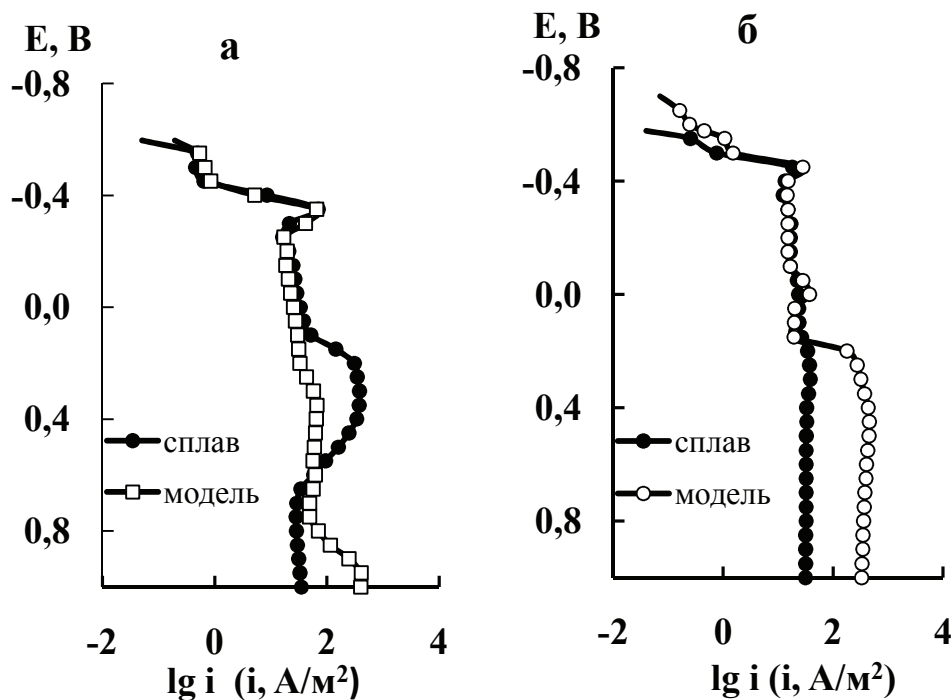 Е, В
а
-0,8
-0,4
0,0
0,4
0,8
сплав
модель
-2
0
2
4
lg i (i, А/м²)
Е, В
б
-0,8
-0,4
0,0
0,4
0,8
сплав
модель
-2
0
2
4
lg i (i, А/м²)